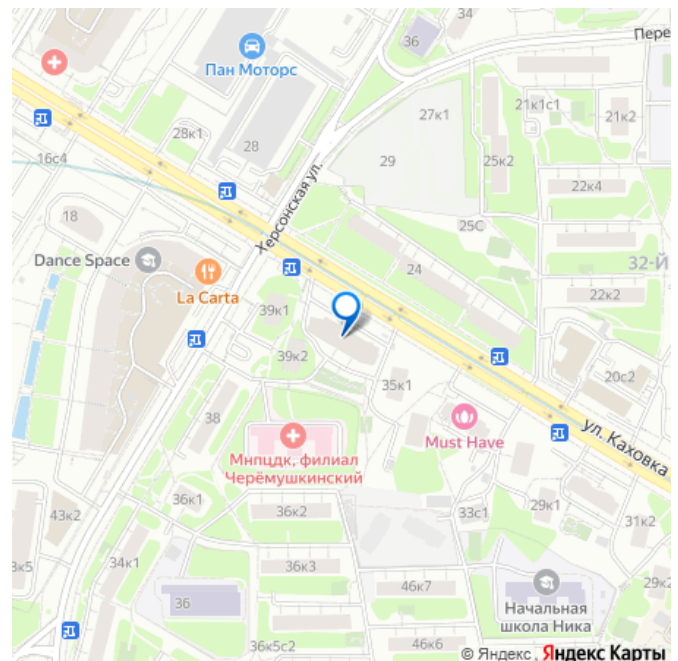 34
36
Пере
Пан Моторс
27к1
21к1с1
21к2
28к1
28
16с4
29
25к2
22к4
Херсонская ул.
18
25С
Dance Space
24
32-Й
La Carta
39к1
22к2
39к2
35к1
20с2
38
ул. Каховка
Must Have
Мнпцдк, филиал
Черёмушкинский
36к1
43к2
36к2
33с1
29к1
31к2
34к1
36к3
3к5
46к7
29к2
36
Начальная
школа Ника
36к5с2
46к6
© Яндекс
Яндекс Карты